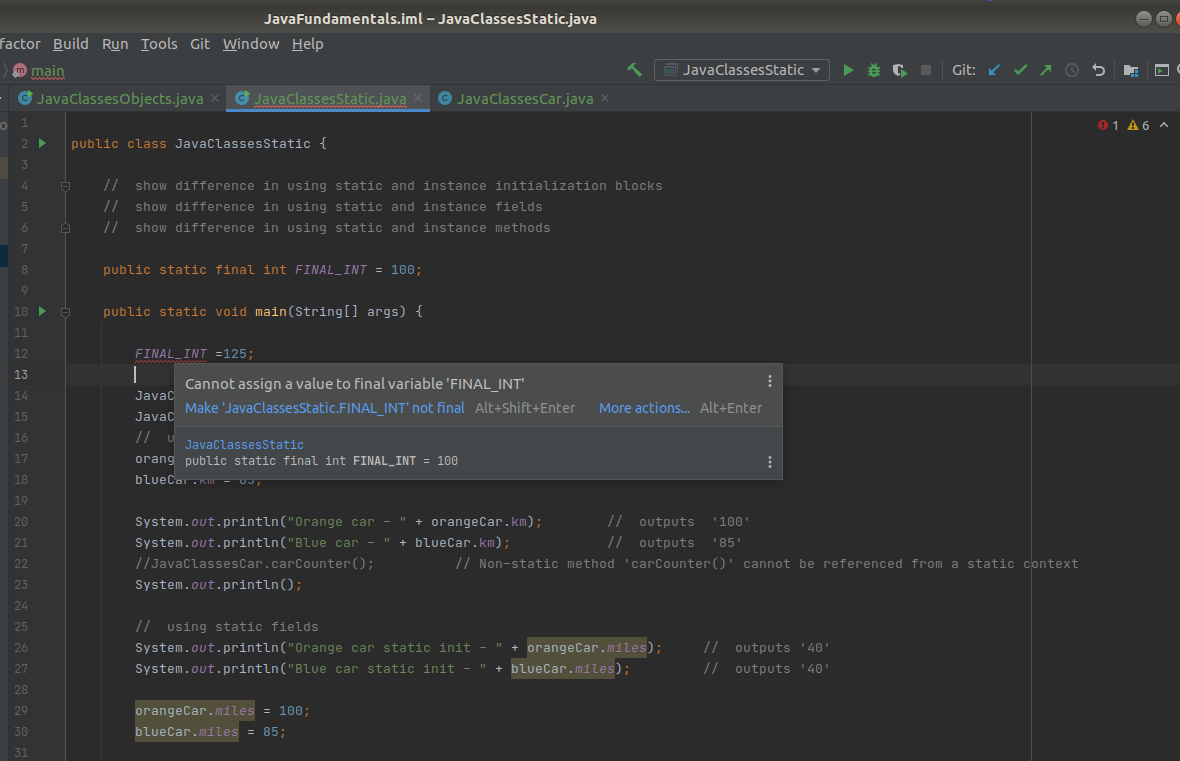 JavaFundamentals.iml – JavaClassesStatic.java
factor Build Run Tools Git Window Help
main JavaClassesStatic Git:
JavaClassesObjects.java JavaClassesStatic.java JavaClassesCar.java
1 1 6
2 public class JavaClassesStatic {
3
4 // show difference in using static and instance initialization blocks
5 // show difference in using static and instance fields
6 // show difference in using static and instance methods
7
8 public static final int FINAL_INT = 100;
9
10 public static void main(String[] args) {
11
12 FINAL_INT =125;
13
Cannot assign a value to final variable 'FINAL_INT'
14 JavaC
Make 'JavaClassesStatic.FINAL_INT' not final Alt+Shift+Enter More actions... Alt+Enter
15 JavaC
16 // u
JavaClassesStatic
17 orang
public static final int FINAL_INT = 100
18 blueCar.km = 85;
19
20 System.out.println("Orange car - " + orangeCar.km); // outputs '100'
21 System.out.println("Blue car - " + blueCar.km); // outputs '85'
22 //JavaClassesCar.carCounter(); // Non-static method 'carCounter()' cannot be referenced from a static context
23 System.out.println();
24
25 // using static fields
26 System.out.println("Orange car static init - " + orangeCar.miles); // outputs '40'
27 System.out.println("Blue car static init - " + blueCar.miles); // outputs '40'
28
29 orangeCar.miles = 100;
30 blueCar.miles = 85;
31